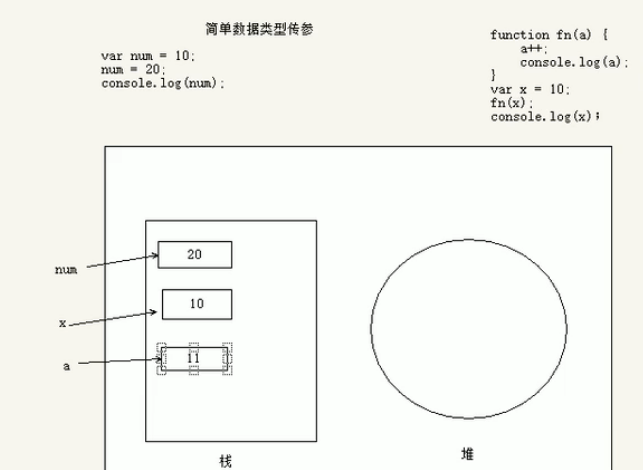 简单数据类型传参
var num = 10;
num = 20;
console.log(num);
function fn(a) {
a++;
console.log(a);
}
var x = 10;
fn(x);
console.log(x);
num
20
x
10
a
11
栈
堆